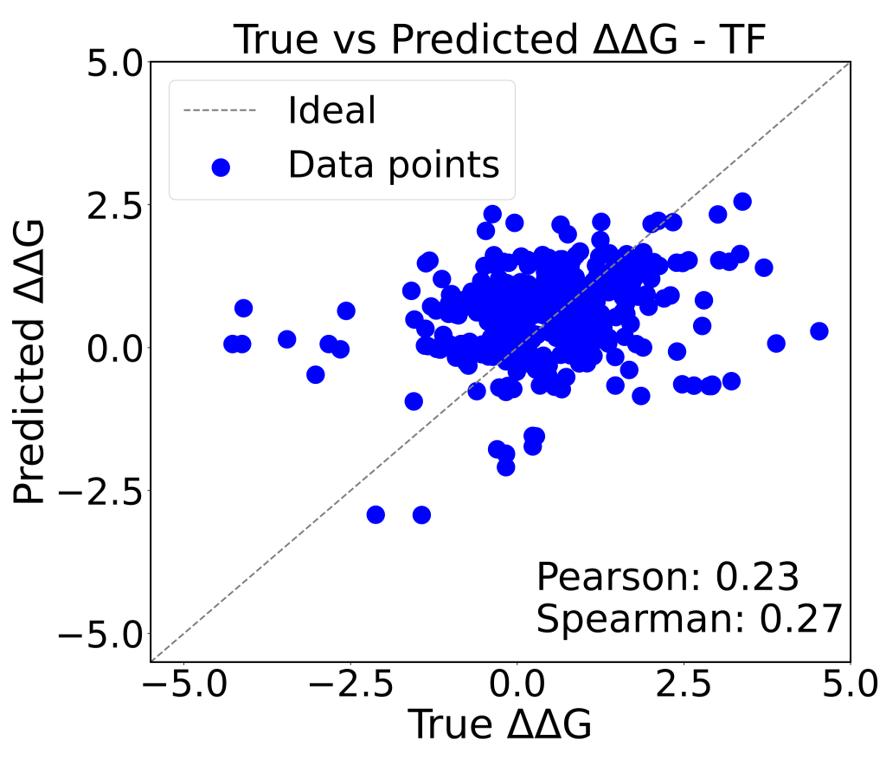 True vs Predicted ΔΔG - TF
5.0
2.5
0.0
−2.5
−5.0
Predicted ΔΔG
Ideal
Data points
Pearson: 0.23
Spearman: 0.27
−5.0 −2.5 0.0 2.5 5.0
True ΔΔG